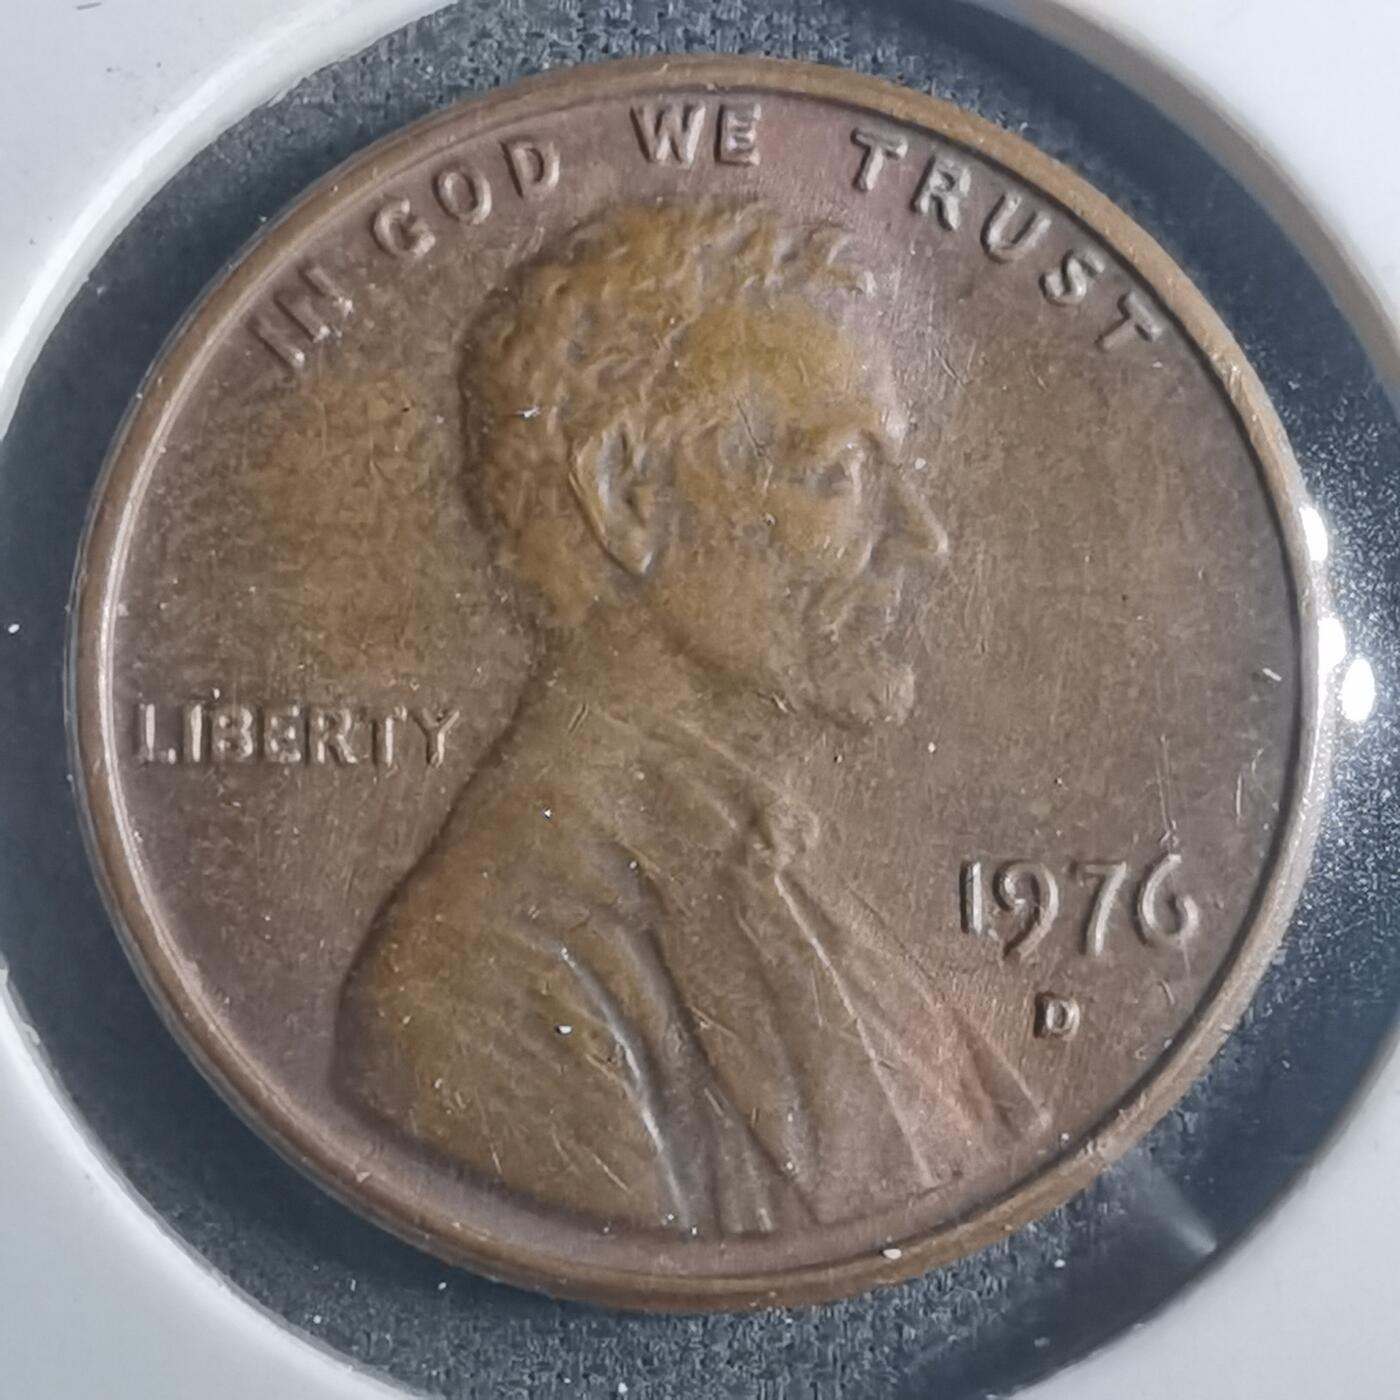 IN GOD WE TRUST
LIBERTY
1976
D